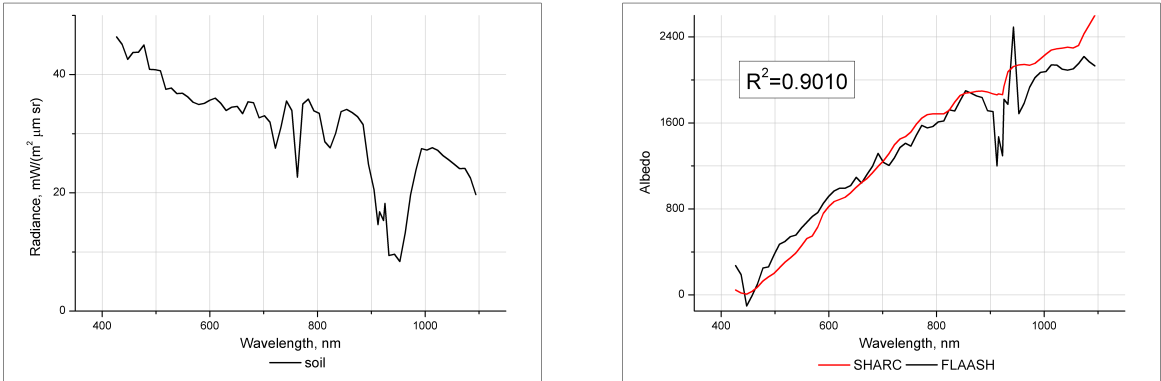 Radiance, mW/(m² µm sr)
40
20
0
400 600 800 1000
Wavelength, nm
soil
Albedo
2400
1600
800
0
R²=0.9010
400 600 800 1000
Wavelength, nm
SHARC FLAASH